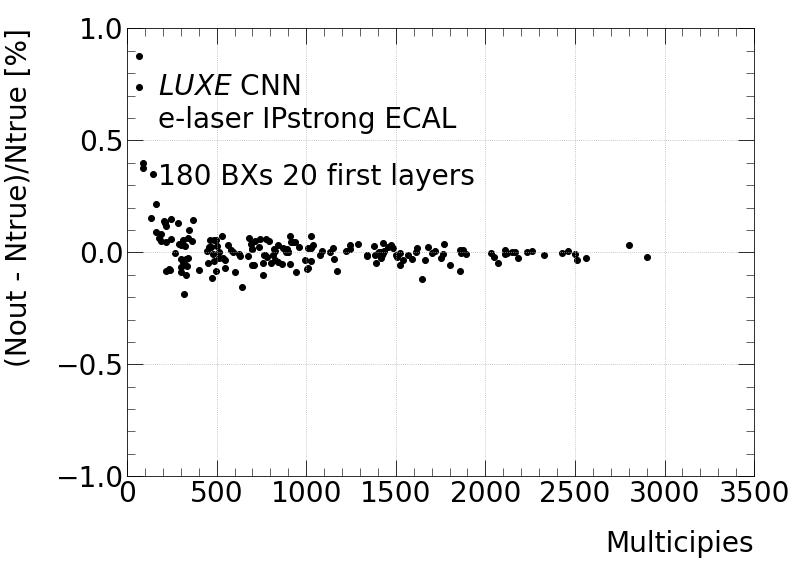 (Nout - Ntrue)/Ntrue [%]
1.0
0.5
0.0
−0.5
−1.0
LUXE CNN
e-laser IPstrong ECAL
180 BXs 20 first layers
0 500 1000 1500 2000 2500 3000 3500
Multicipies